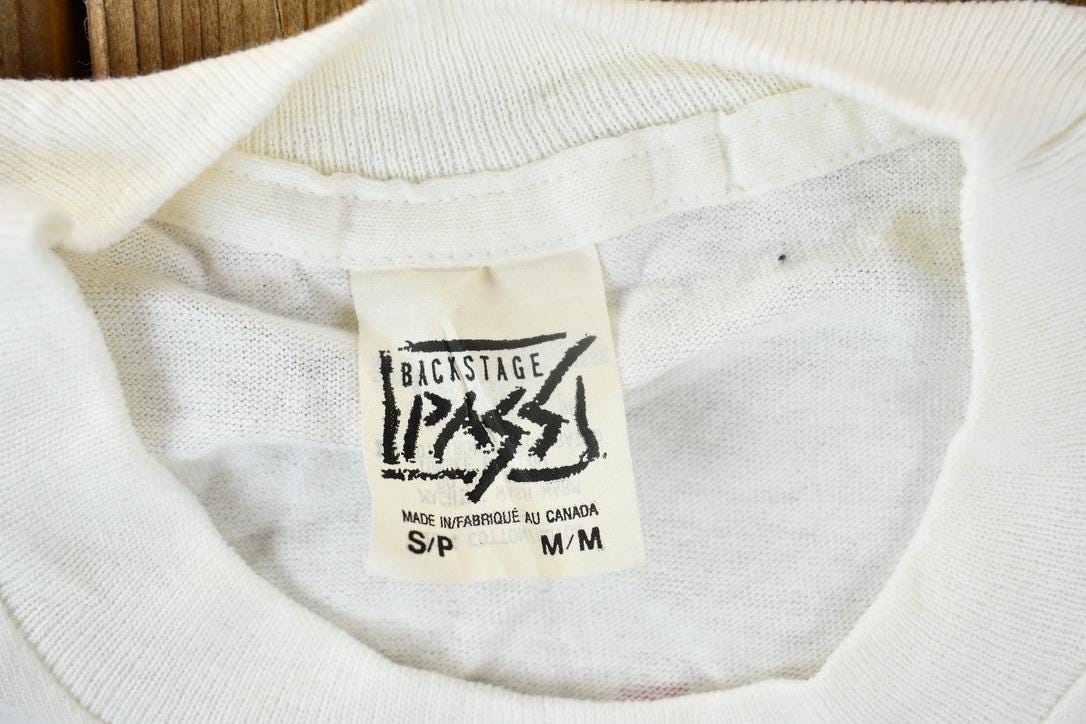 BACKSTAGE
PASS
MADE IN/FABRIQUÉ AU CANADA
S/P M/M